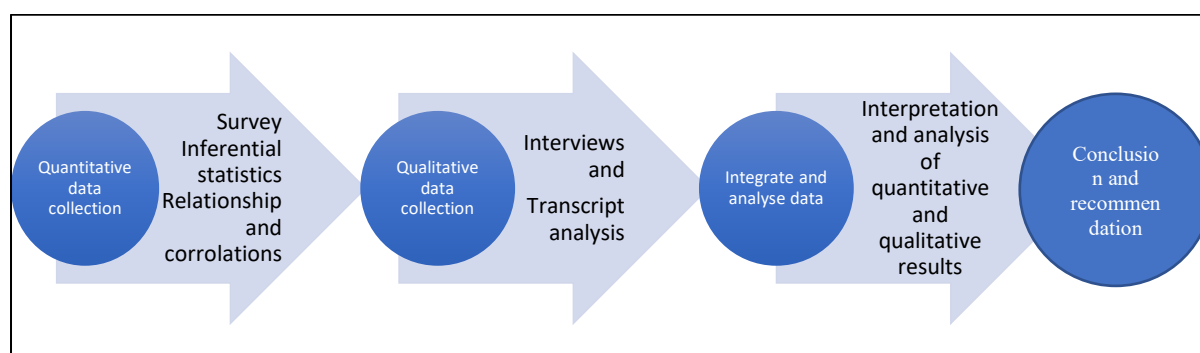 Quantitative
data
collection
Survey
Inferential
statistics
Relationship
and
corrolations
Qualitative
data
collection
Interviews
and
Transcript
analysis
Integrate and
analyse data
Interpretation
and analysis
of
quantitative
and
qualitative
results
Conclusio
n and
recommen
dation